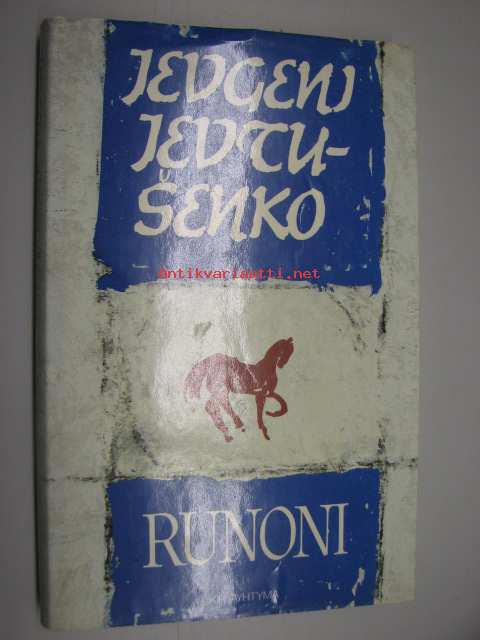 JEVGENI
JEVTU-
ŠENKO
antikvariaatti.net
RUNONI